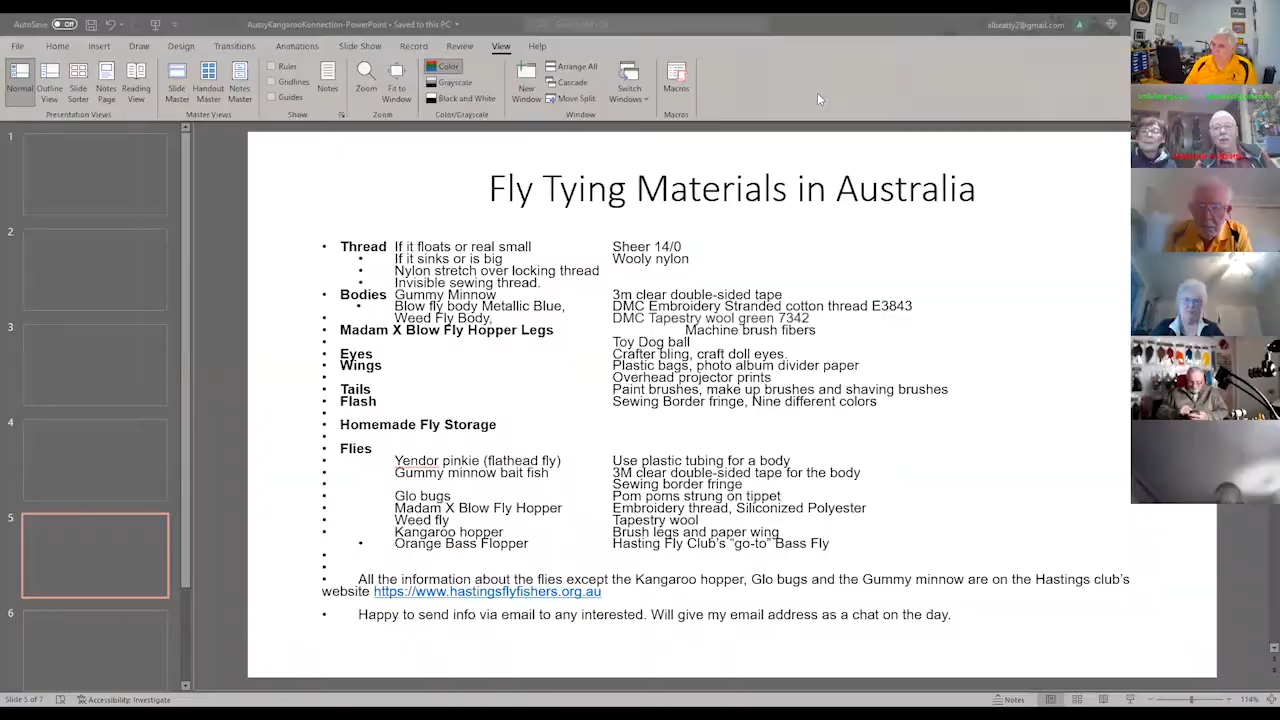 AutoSave Off AussyKangaroKonnection-PowerPoint • Saved to this PC albeatty2@gmail.com A
File Home Insert Draw Design Transitions Animations Slide Show Record Review View Help
Normal Outline View Slide Sorter Notes Page Reading View
Presentation Views
Slide Master Handout Master Notes Master
Master Views
Ruler
Gridlines
Guides
Show
Notes
Zoom Fit to Window
Zoom
Color
Grayscale
Black and White
Color/Grayscale
New Window
Arrange All
Cascade
Move Split
Window
Switch Windows
Macros
Macros
1
2
3
4
5
6
Fly Tying Materials in Australia
• Thread If it floats or real small Sheer 14/0
• If it sinks or is big Wooly nylon
• Nylon stretch over locking thread
• Invisible sewing thread.
• Bodies Gummy Minnow 3m clear double-sided tape
• Blow fly body Metallic Blue, DMC Embroidery Stranded cotton thread E3843
• Weed Fly Body, DMC Tapestry wool green 7342
• Madam X Blow Fly Hopper Legs Machine brush fibers
• Toy Dog ball
• Eyes Crafter bling, craft doll eyes.
• Wings Plastic bags, photo album divider paper
• Overhead projector prints
• Tails Paint brushes, make up brushes and shaving brushes
• Flash Sewing Border fringe, Nine different colors
•
• Homemade Fly Storage
•
• Flies
• Yendor pinkie (flathead fly) Use plastic tubing for a body
• Gummy minnow bait fish 3M clear double-sided tape for the body
• Sewing border fringe
• Glo bugs Pom poms strung on tippet
• Madam X Blow Fly Hopper Embroidery thread, Siliconized Polyester
• Weed fly Tapestry wool
• Kangaroo hopper Brush legs and paper wing
• Orange Bass Flopper Hasting Fly Club's "go-to" Bass Fly
•
•
• All the information about the flies except the Kangaroo hopper, Glo bugs and the Gummy minnow are on the Hastings club's
website https://www.hastingsflyfishers.org.au
• Happy to send info via email to any interested. Will give my email address as a chat on the day.
Slide 5 of 7 Accessibility: Investigate Notes 114%